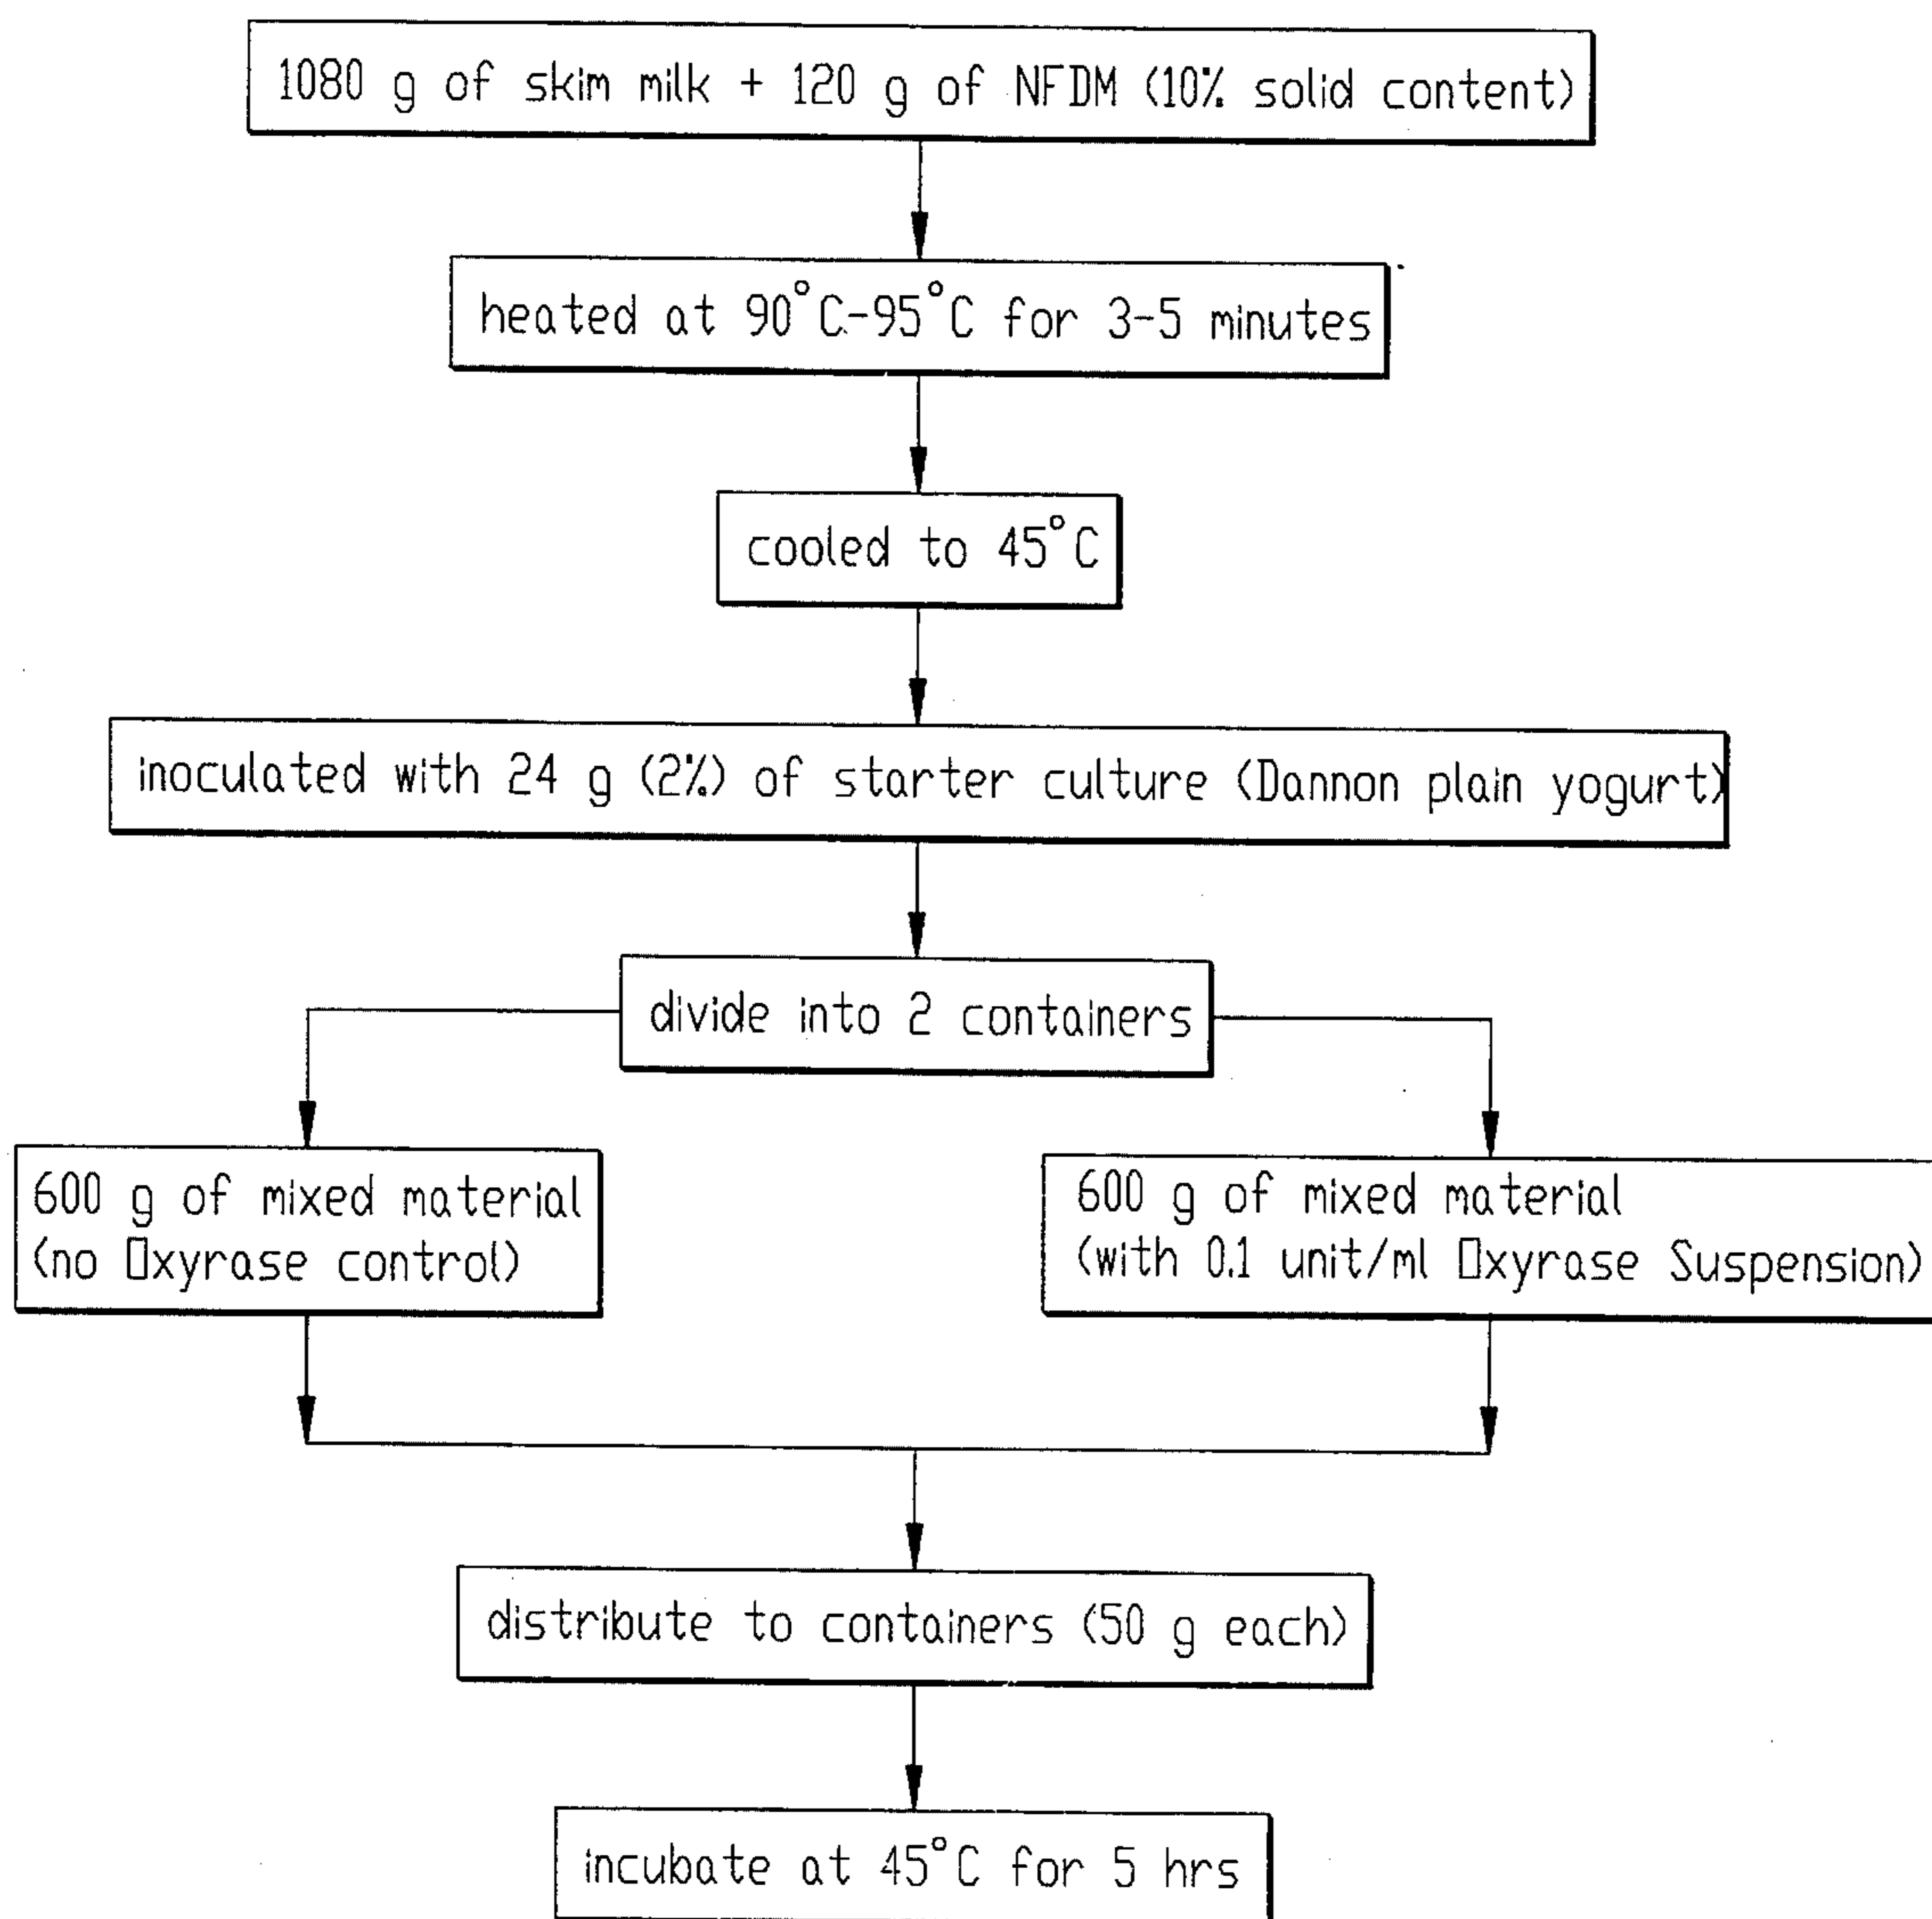 1080 g of skim milk + 120 g of NFDM (10% solid content)
heated at 90°C-95°C for 3-5 minutes
cooled to 45°C
inoculated with 24 g (2%) of starter culture (Dannon plain yogurt)
divide into 2 containers
600 g of mixed material
(no Oxyrase control)
600 g of mixed material
(with 0.1 unit/ml Oxyrase Suspension)
distribute to containers (50 g each)
incubate at 45°C for 5 hrs